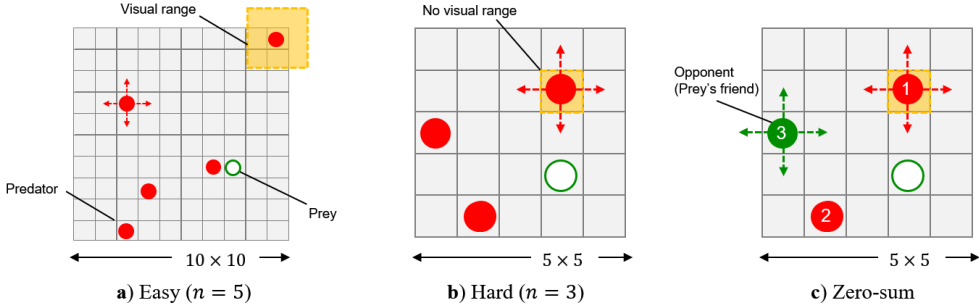 Visual range
Predator
Prey
10 × 10
a) Easy (n = 5)
No visual range
5 × 5
b) Hard (n = 3)
Opponent
(Prey's friend)
1
3
2
5 × 5
c) Zero-sum